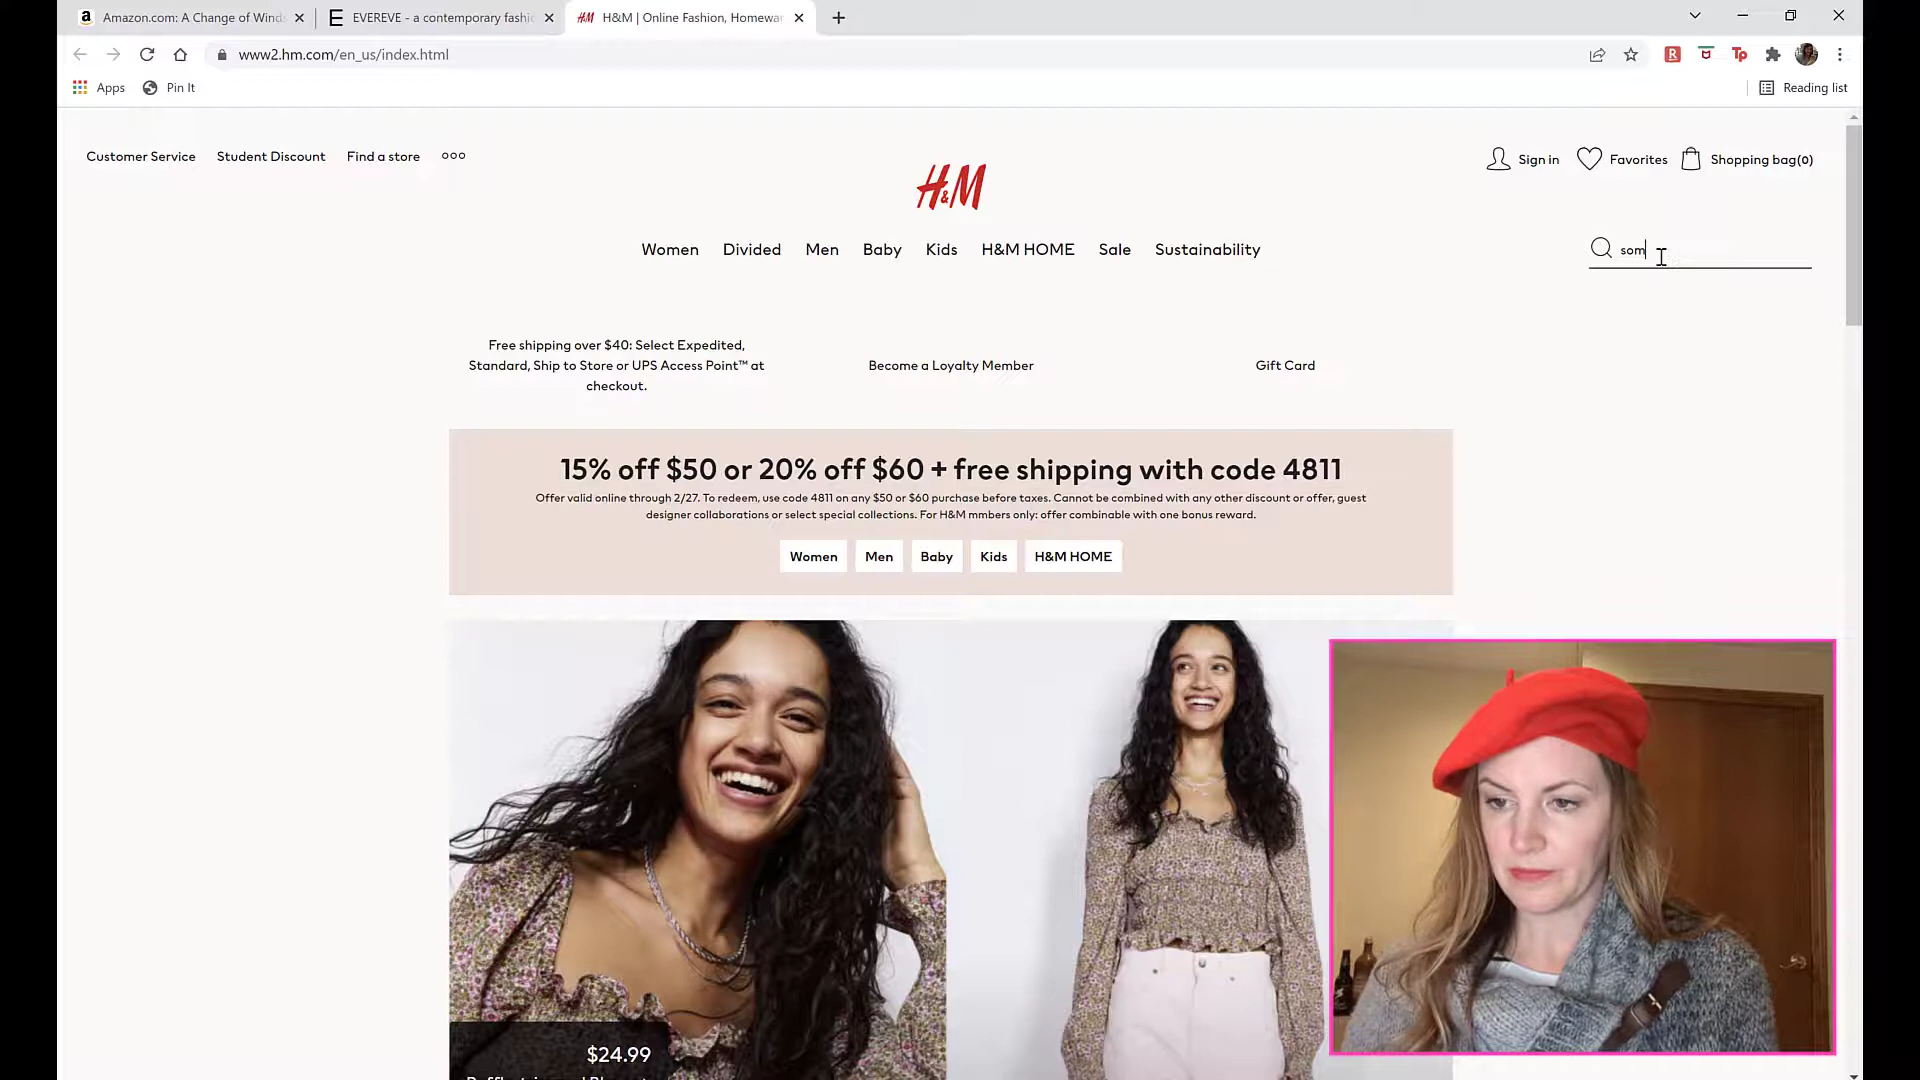 Amazon.com: A Change of Winds
EVEREVE - a contemporary fashi
H&M | Online Fashion, Homewar
www2.hm.com/en_us/index.html
Apps
Pin It
Reading list
Customer Service
Student Discount
Find a store
H&M
Sign in
Favorites
Shopping bag(0)
Women
Divided
Men
Baby
Kids
H&M HOME
Sale
Sustainability
som
Free shipping over $40: Select Expedited,
Standard, Ship to Store or UPS Access Point™ at
checkout.
Become a Loyalty Member
Gift Card
15% off $50 or 20% off $60 + free shipping with code 4811
Offer valid online through 2/27. To redeem, use code 4811 on any $50 or $60 purchase before taxes. Cannot be combined with any other discount or offer, guest
designer collaborations or select special collections. For H&M mmbers only: offer combinable with one bonus reward.
Women
Men
Baby
Kids
H&M HOME
$24.99